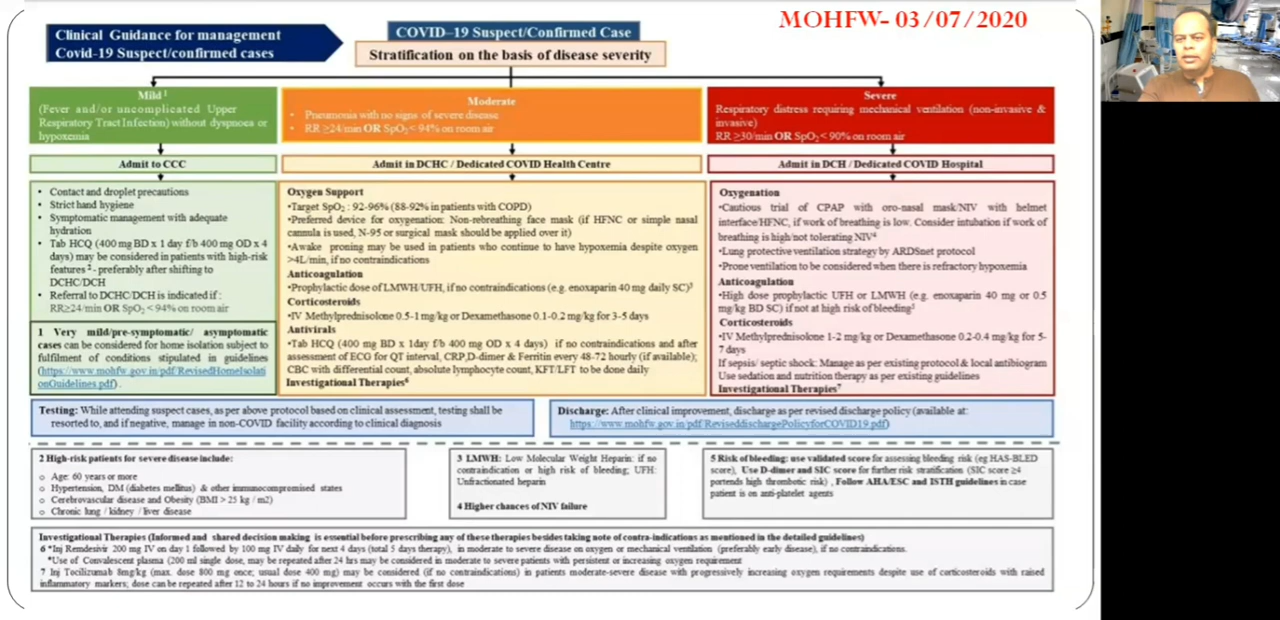 MOHFW- 03/07/2020
Clinical Guidance for management
Covid-19 Suspect/confirmed cases
COVID–19 Suspect/Confirmed Case
Stratification on the basis of disease severity
Mild 1
(Fever and/or uncomplicated Upper
Respiratory Tract Infection) without dyspnoea or
hypoxemia
Moderate
• Pneumonia with no signs of severe disease
• RR ≥24/min OR SpO2 < 94% on room air
Severe
Respiratory distress requiring mechanical ventilation (non-invasive &
invasive)
RR ≥30/min OR SpO2 < 90% on room air
Admit to CCC
Admit in DCHC / Dedicated COVID Health Centre
Admit in DCH / Dedicated COVID Hospital
• Contact and droplet precautions
• Strict hand hygiene
• Symptomatic management with adequate
hydration
• Tab HCQ (400 mg BD x 1 day f/b 400 mg OD x 4
days) may be considered in patients with high-risk
features 2 - preferably after shifting to
DCHC/DCH
• Referral to DCHC/DCH is indicated if :
RR≥24/min OR SpO2 < 94% on room air
1 Very mild/pre-symptomatic/ asymptomatic
cases can be considered for home isolation subject to
fulfilment of conditions stipulated in guidelines
(https://www.mohfw.gov.in/pdf/RevisedHomeIsolati
onGuidelines.pdf) .
Oxygen Support
•Target SpO2 : 92-96% (88-92% in patients with COPD)
•Preferred device for oxygenation: Non-rebreathing face mask (if HFNC or simple nasal
cannula is used, N-95 or surgical mask should be applied over it)
•Awake proning may be used in patients who continue to have hypoxemia despite oxygen
>4L/min, if no contraindications
Anticoagulation
•Prophylactic dose of LMWH/UFH, if no contraindications (e.g. enoxaparin 40 mg daily SC)3
Corticosteroids
•IV Methylprednisolone 0.5-1 mg/kg or Dexamethasone 0.1-0.2 mg/kg for 3-5 days
Antivirals
•Tab HCQ (400 mg BD x 1day f/b 400 mg OD x 4 days) if no contraindications and after
assessment of ECG for QT interval, CRP,D-dimer & Ferritin every 48-72 hourly (if available);
CBC with differential count, absolute lymphocyte count, KFT/LFT to be done daily
Investigational Therapies6
Oxygenation
•Cautious trial of CPAP with oro-nasal mask/NIV with helmet
interface/HFNC, if work of breathing is low. Consider intubation if work of
breathing is high/not tolerating NIV4
•Lung protective ventilation strategy by ARDSnet protocol
•Prone ventilation to be considered when there is refractory hypoxemia
Anticoagulation
•High dose prophylactic UFH or LMWH (e.g. enoxaparin 40 mg or 0.5
mg/kg BD SC) if not at high risk of bleeding5
Corticosteroids
•IV Methylprednisolone 1-2 mg/kg or Dexamethasone 0.2-0.4 mg/kg for 5-
7 days
If sepsis/ septic shock: Manage as per existing protocol & local antibiogram
Use sedation and nutrition therapy as per existing guidelines
Investigational Therapies7
Testing: While attending suspect cases, as per above protocol based on clinical assessment, testing shall be
resorted to, and if negative, manage in non-COVID facility according to clinical diagnosis
Discharge: After clinical improvement, discharge as per revised discharge policy (available at:
https://www.mohfw.gov.in/pdf/ReviseddischargePolicyforCOVID19.pdf)
2 High-risk patients for severe disease include:
o Age: 60 years or more
o Hypertension, DM (diabetes mellitus) & other immunocompromised states
o Cerebrovascular disease and Obesity (BMI > 25 kg / m2)
o Chronic lung / kidney / liver disease
3 LMWH: Low Molecular Weight Heparin: if no
contraindication or high risk of bleeding; UFH:
Unfractionated heparin
4 Higher chances of NIV failure
5 Risk of bleeding: use validated score for assessing bleeding risk (eg HAS-BLED
score), Use D-dimer and SIC score for further risk stratification (SIC score ≥4
portends high thrombotic risk) , Follow AHA/ESC and ISTH guidelines in case
patient is on anti-platelet agents
Investigational Therapies (Informed and shared decision making is essential before prescribing any of these therapies besides taking note of contra-indications as mentioned in the detailed guidelines)
6 *Inj Remdesivir 200 mg IV on day 1 followed by 100 mg IV daily for next 4 days (total 5 days therapy), in moderate to severe disease on oxygen or mechanical ventilation (preferably early disease), if no contraindications.
*Use of Convalescent plasma (200 ml single dose, may be repeated after 24 hrs may be considered in moderate to severe patients with persistent or increasing oxygen requirement
7 Inj Tocilizumab 8mg/kg (max. dose 800 mg once; usual dose 400 mg) may be considered (if no contraindications) in patients moderate-severe disease with progressively increasing oxygen requirements despite use of corticosteroids with raised
inflammatory markers; dose can be repeated after 12 to 24 hours if no improvement occurs with the first dose